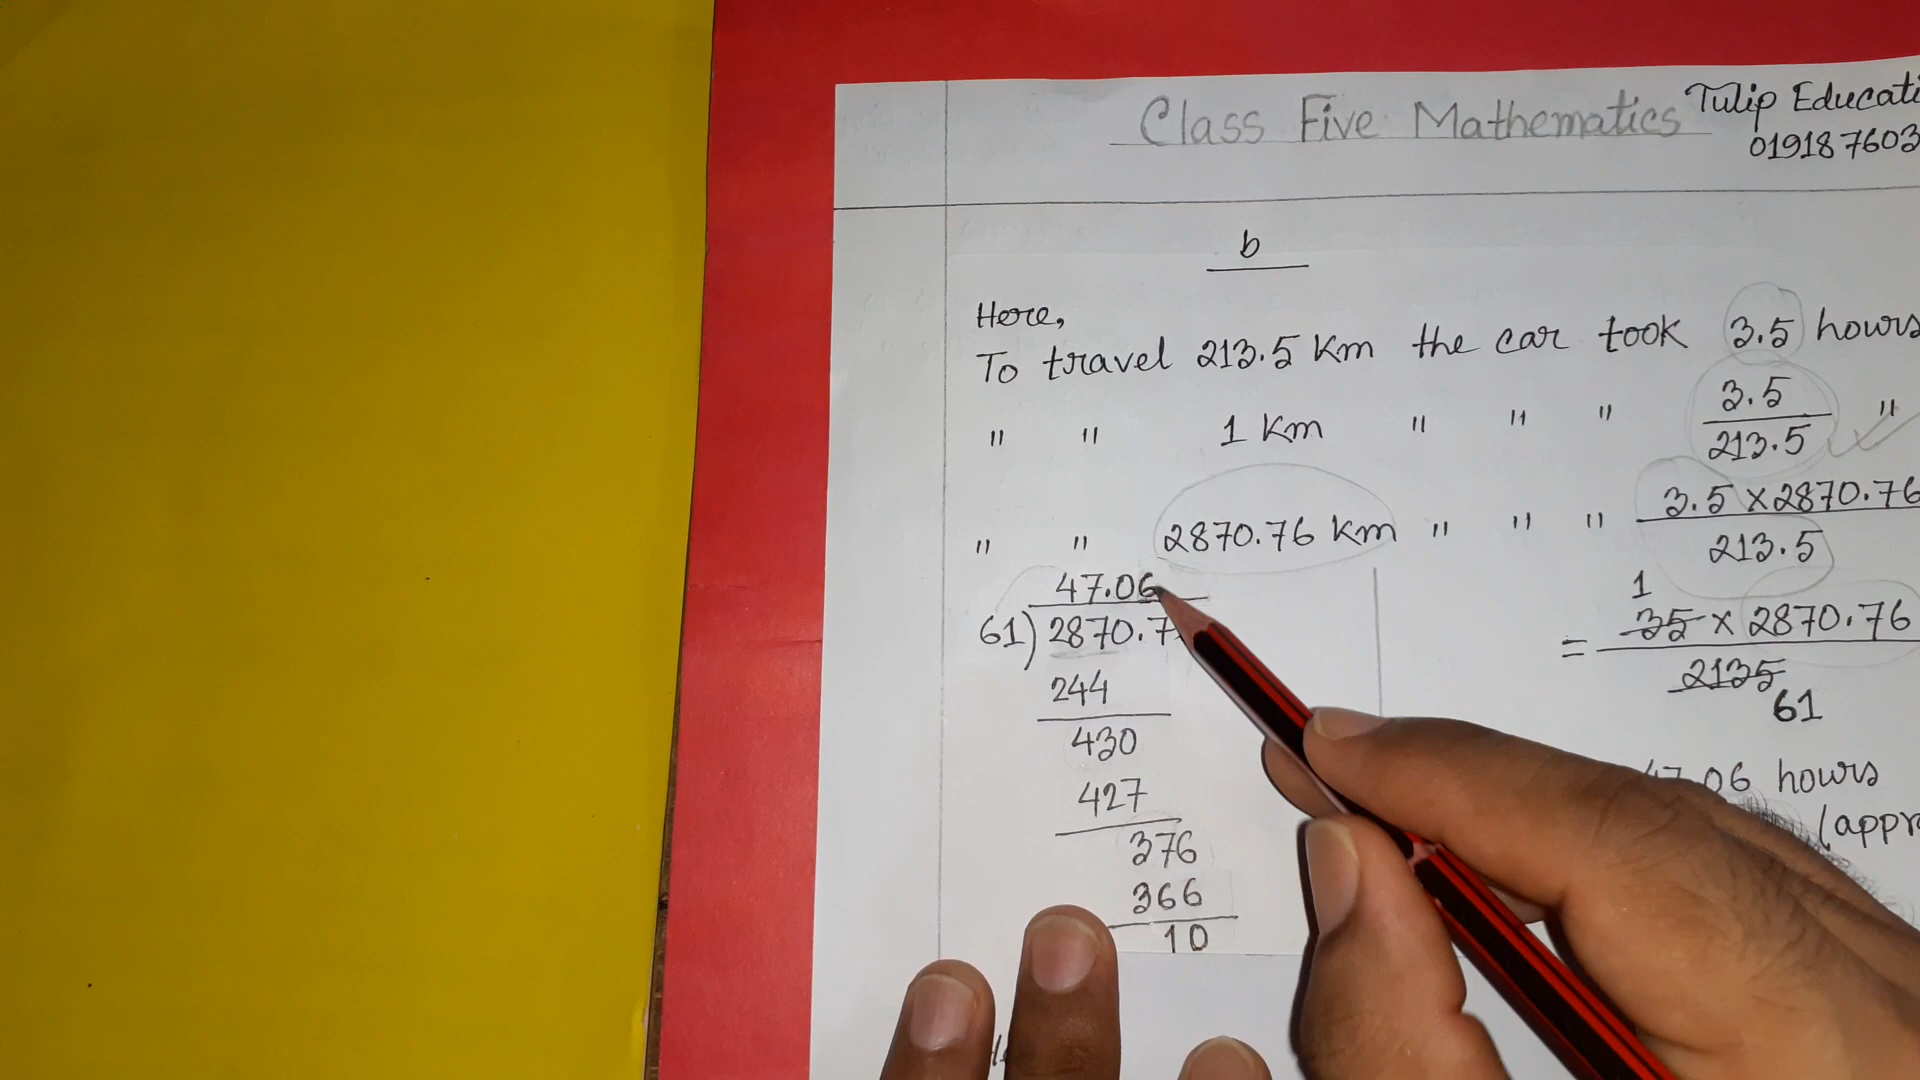 Class Five Mathematics
Tulip Educati
019187603
b
Here,
To travel 213.5 Km the car took 3.5 hours
" " 1 Km " " " 3.5 "
213.5
" " 2870.76 Km " " " 3.5 x 2870.76
213.5
47.06
61) 2870.7
244
430
427
376
366
10
1
= 35 x 2870.76
2135
61
47.06 hours
(appr